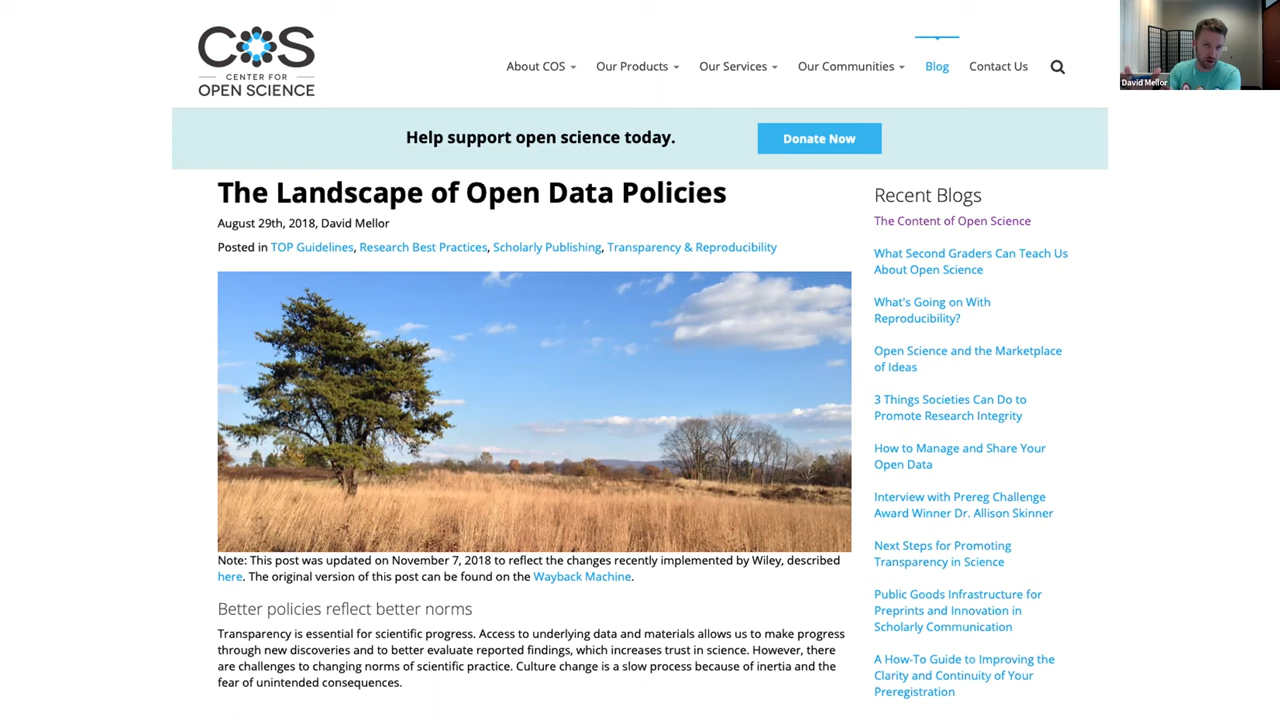 COS
CENTER FOR
OPEN SCIENCE
About COS
Our Products
Our Services
Our Communities
Blog
Contact Us
David Mellor
Help support open science today.
Donate Now
The Landscape of Open Data Policies
August 29th, 2018, David Mellor
Posted in TOP Guidelines, Research Best Practices, Scholarly Publishing, Transparency & Reproducibility
Note: This post was updated on November 7, 2018 to reflect the changes recently implemented by Wiley, described
here. The original version of this post can be found on the Wayback Machine.
Better policies reflect better norms
Transparency is essential for scientific progress. Access to underlying data and materials allows us to make progress
through new discoveries and to better evaluate reported findings, which increases trust in science. However, there
are challenges to changing norms of scientific practice. Culture change is a slow process because of inertia and the
fear of unintended consequences.
Recent Blogs
The Content of Open Science
What Second Graders Can Teach Us
About Open Science
What's Going on With
Reproducibility?
Open Science and the Marketplace
of Ideas
3 Things Societies Can Do to
Promote Research Integrity
How to Manage and Share Your
Open Data
Interview with Prereg Challenge
Award Winner Dr. Allison Skinner
Next Steps for Promoting
Transparency in Science
Public Goods Infrastructure for
Preprints and Innovation in
Scholarly Communication
A How-To Guide to Improving the
Clarity and Continuity of Your
Preregistration